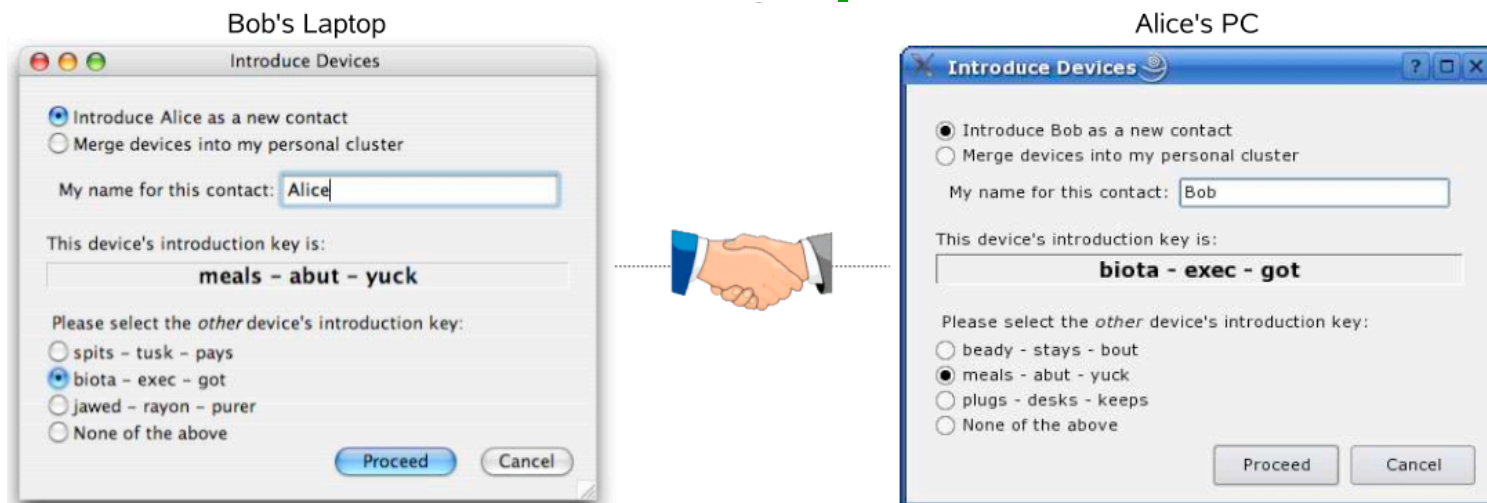 Bob's Laptop
Introduce Devices
Introduce Alice as a new contact
Merge devices into my personal cluster
My name for this contact: Alice
This device's introduction key is:
meals – abut – yuck
Please select the other device's introduction key:
spits – tusk – pays
biota – exec – got
jawed – rayon – purer
None of the above
Proceed Cancel
Alice's PC
Introduce Devices
Introduce Bob as a new contact
Merge devices into my personal cluster
My name for this contact: Bob
This device's introduction key is:
biota - exec - got
Please select the other device's introduction key:
beady - stays - bout
meals - abut - yuck
plugs - desks - keeps
None of the above
Proceed Cancel